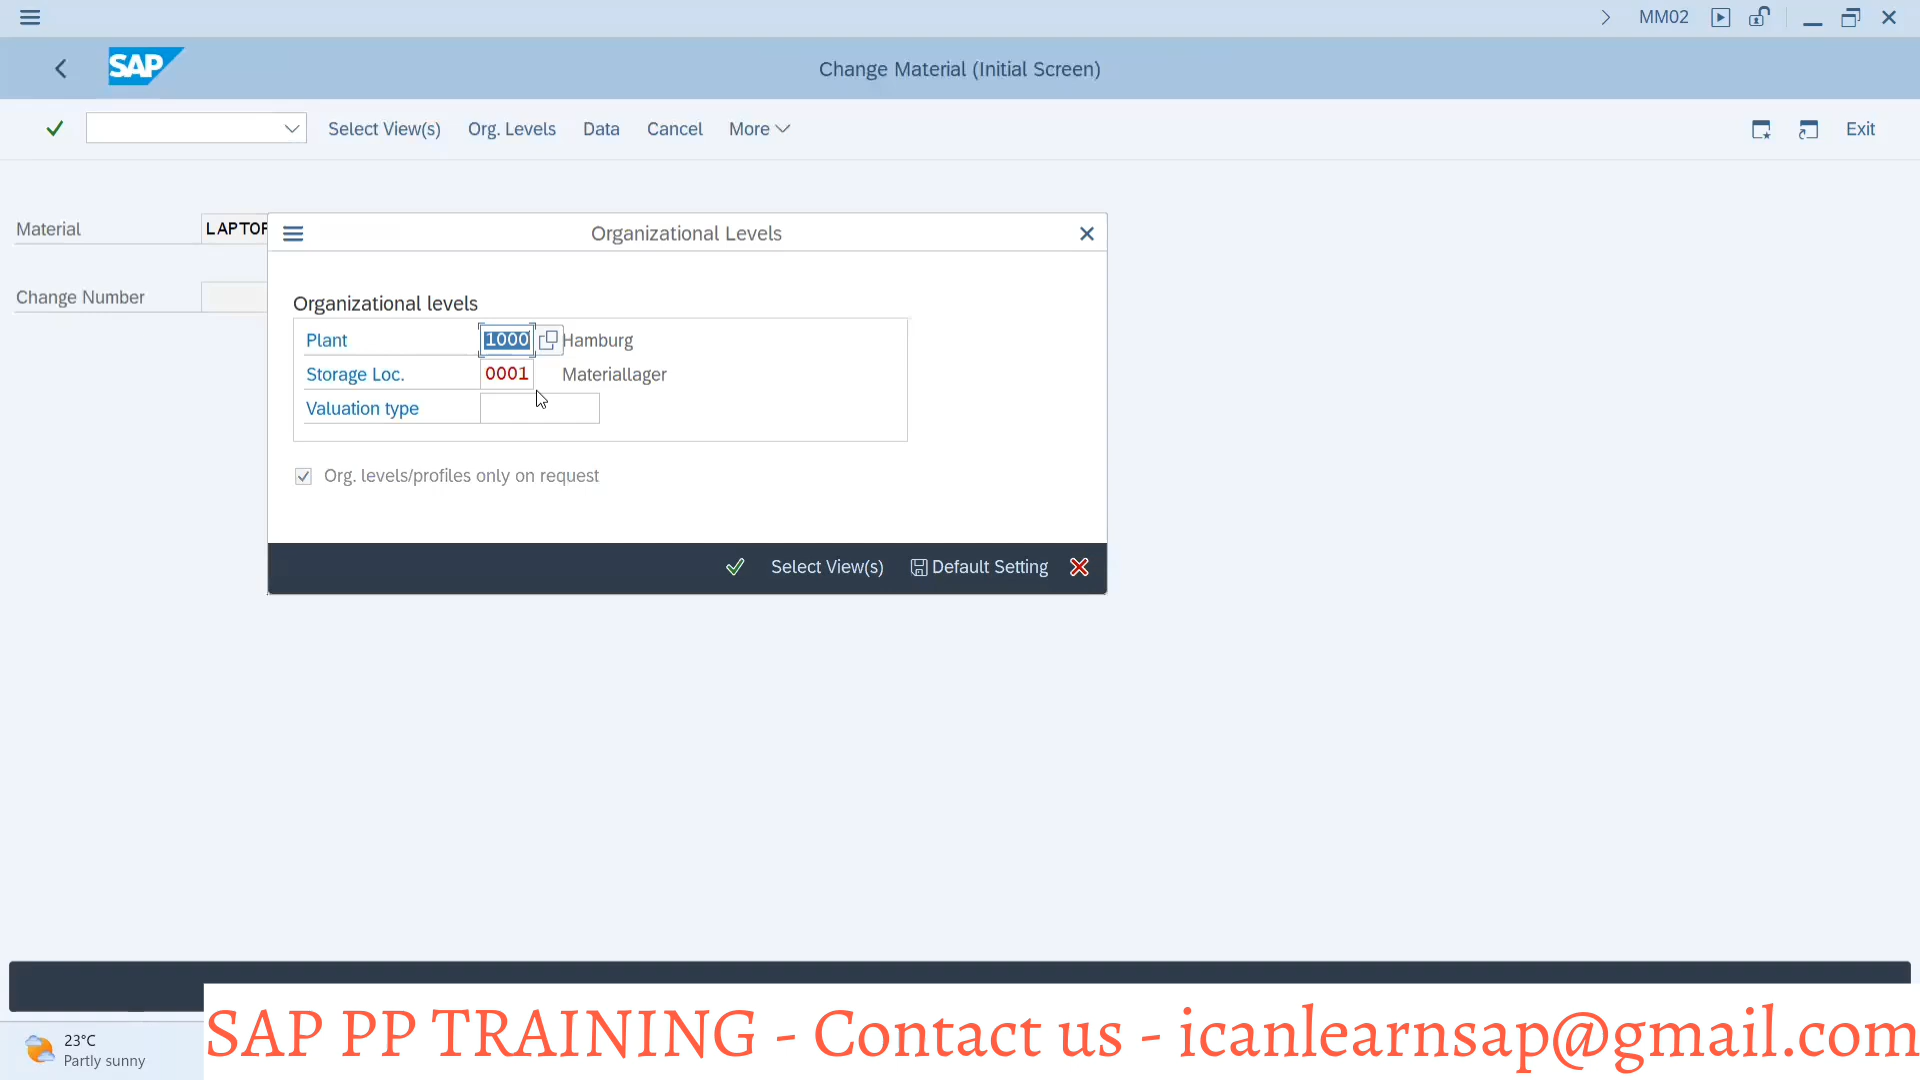 MM02
SAP
Change Material (Initial Screen)
Select View(s) Org. Levels Data Cancel More Exit
Organizational Levels
Material LAPTOP
Organizational levels
Change Number
Plant 1000 Hamburg
Storage Loc. 0001 Materiallager
Valuation type
Org. levels/profiles only on request
Select View(s) Default Setting
SAP PP TRAINING - Contact us - icanlearnsap@gmail.com
23°C
Partly sunny